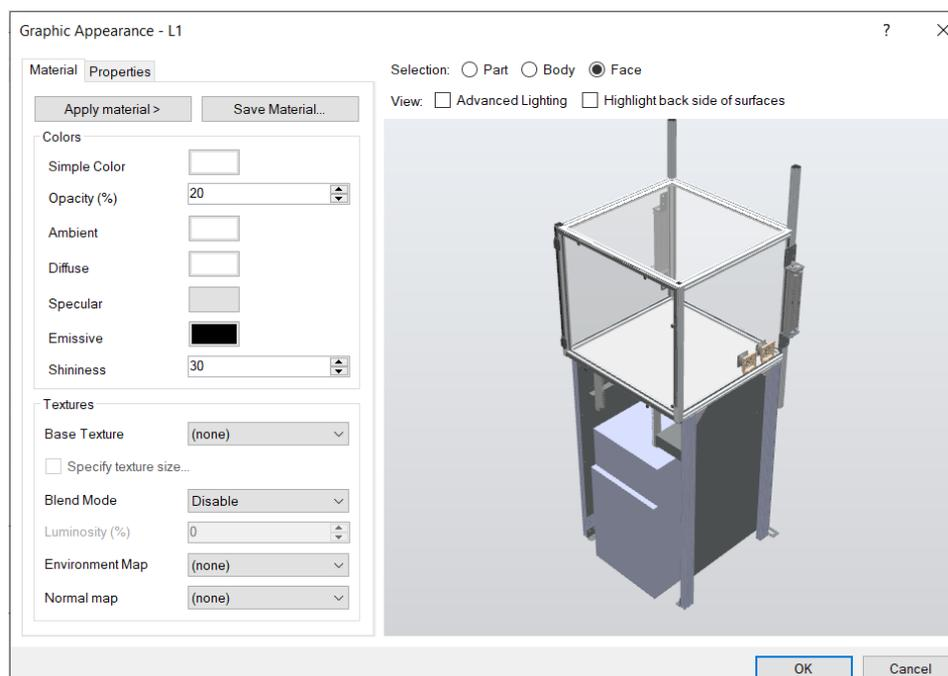 Graphic Appearance - L1
?
Material Properties
Apply material >
Save Material...
Colors
Simple Color
Opacity (%) 20
Ambient
Diffuse
Specular
Emissive
Shininess 30
Textures
Base Texture (none)
Specify texture size...
Blend Mode Disable
Luminosity (%) 0
Environment Map (none)
Normal map (none)
Selection: Part Body Face
View: Advanced Lighting Highlight back side of surfaces
OK Cancel